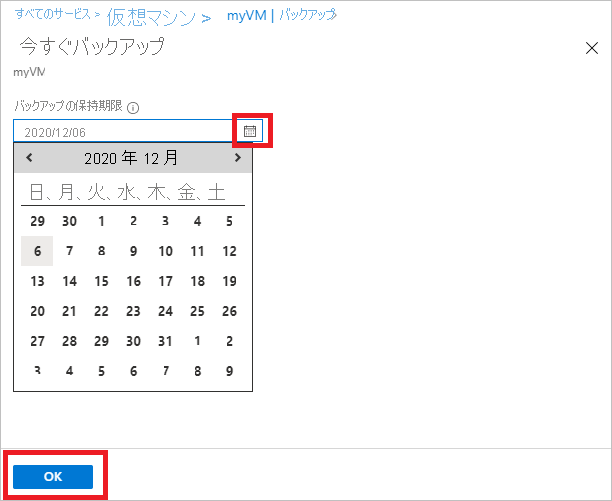 すべてのサービス > 仮想マシン > myVM | バックアップ
今すぐバックアップ
myVM
バックアップの保持期限
2020/12/06
2020 年 12 月
日、月、火、水、木、金、土
29 30 1 2 3 4 5
6 7 8 9 10 11 12
13 14 15 16 17 18 19
20 21 22 23 24 25 26
27 28 29 30 31 1 2
3 4 5 6 7 8 9
OK